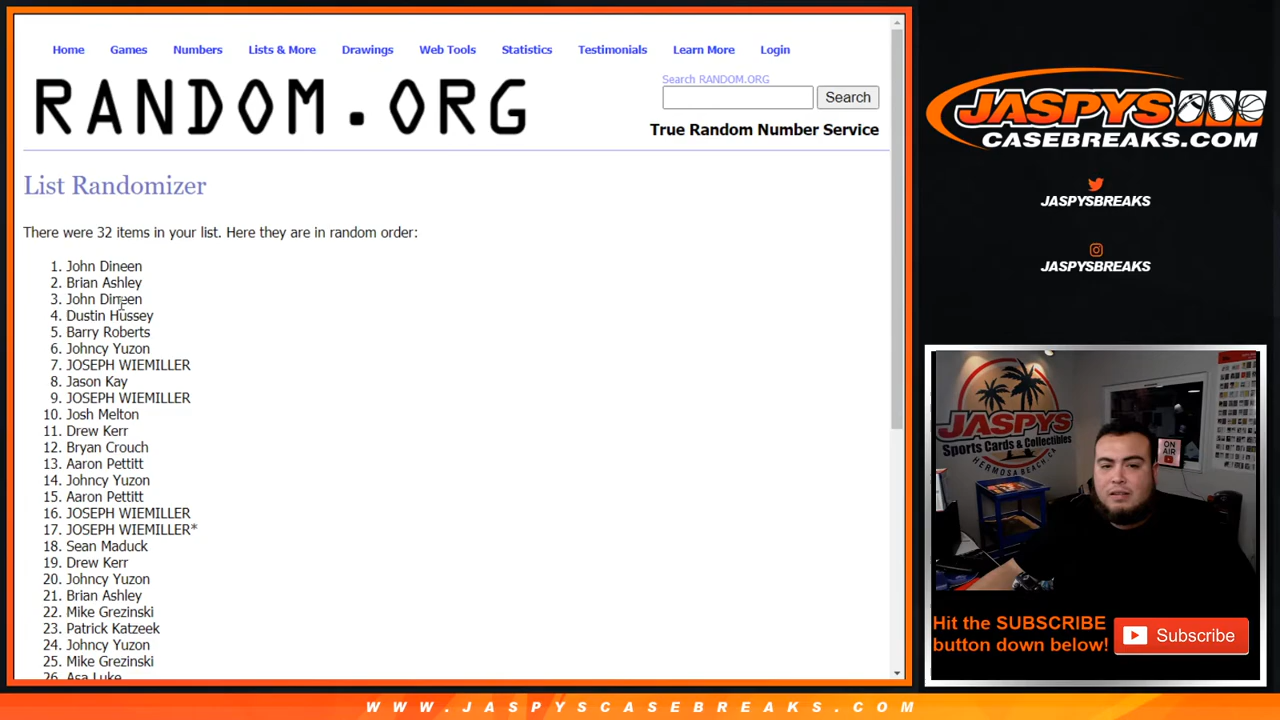 Home Games Numbers Lists & More Drawings Web Tools Statistics Testimonials Learn More Login
RANDOM.ORG
Search RANDOM.ORG
Search
True Random Number Service
List Randomizer
There were 32 items in your list. Here they are in random order:
1. John Dineen
2. Brian Ashley
3. John Dineen
4. Dustin Hussey
5. Barry Roberts
6. Johncy Yuzon
7. JOSEPH WIEMILLER
8. Jason Kay
9. JOSEPH WIEMILLER
10. Josh Melton
11. Drew Kerr
12. Bryan Crouch
13. Aaron Pettitt
14. Johncy Yuzon
15. Aaron Pettitt
16. JOSEPH WIEMILLER
17. JOSEPH WIEMILLER*
18. Sean Maduck
19. Drew Kerr
20. Johncy Yuzon
21. Brian Ashley
22. Mike Grezinski
23. Patrick Katzeek
24. Johncy Yuzon
25. Mike Grezinski
26. Asa Luke
JASPYS
CASEBREAKS.COM
JASPYSBREAKS
JASPYSBREAKS
JASPYS
Sports Cards & Collectibles
HERMOSA BEACH, CA
ON
AIR
Hit the SUBSCRIBE
button down below!
Subscribe
WWW.JASPYSCASEBREAKS.COM